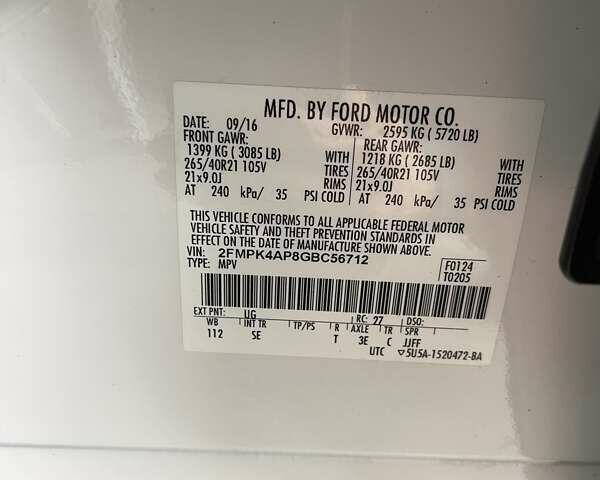 MFD. BY FORD MOTOR CO.
DATE: 09/16 GVWR: 2595 KG ( 5720 LB)
FRONT GAWR: REAR GAWR:
1399 KG ( 3085 LB) WITH 1218 KG ( 2685 LB) WITH
265/40R21 105V TIRES 265/40R21 105V TIRES
21x9.0J RIMS 21x9.0J RIMS
AT 240 kPa/ 35 PSI COLD AT 240 kPa/ 35 PSI COLD
THIS VEHICLE CONFORMS TO ALL APPLICABLE FEDERAL MOTOR
VEHICLE SAFETY AND THEFT PREVENTION STANDARDS IN
EFFECT ON THE DATE OF MANUFACTURE SHOWN ABOVE.
VIN: 2FMPK4AP8GBC56712 F0124
TYPE: MPV T0205
EXT PNT: UG RC: 27 DSO:
WB INT TR TP/PS R AXLE TR SPR
112 SE T 3E C JJFF
UTC ▽5U5A-1520472-BA